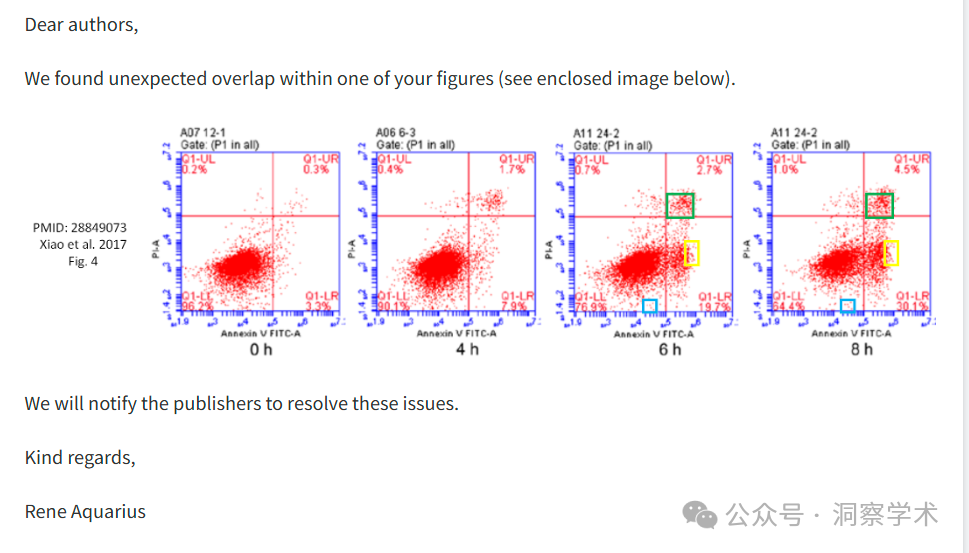 Dear authors,
We found unexpected overlap within one of your figures (see enclosed image below).
PMID: 28849073
Xiao et al. 2017
Fig. 4
A07 12-1
Gate: (P1 in all)
Q1-UL
0.2%
Q1-UR
0.3%
Q1-LL
96.2%
Q1-LR
3.3%
PI-A
Annexin V FITC-A
0 h
A06 6-3
Gate: (P1 in all)
Q1-UL
0.4%
Q1-UR
1.7%
Q1-LL
90.1%
Q1-LR
7.9%
PI-A
Annexin V FITC-A
4 h
A11 24-2
Gate: (P1 in all)
Q1-UL
0.7%
Q1-UR
2.7%
Q1-LL
76.9%
Q1-LR
19.7%
PI-A
Annexin V FITC-A
6 h
A11 24-2
Gate: (P1 in all)
Q1-UL
1.0%
Q1-UR
4.5%
Q1-LL
64.4%
Q1-LR
30.1%
PI-A
Annexin V FITC-A
8 h
We will notify the publishers to resolve these issues.
Kind regards,
Rene Aquarius
公众号 · 洞察学术